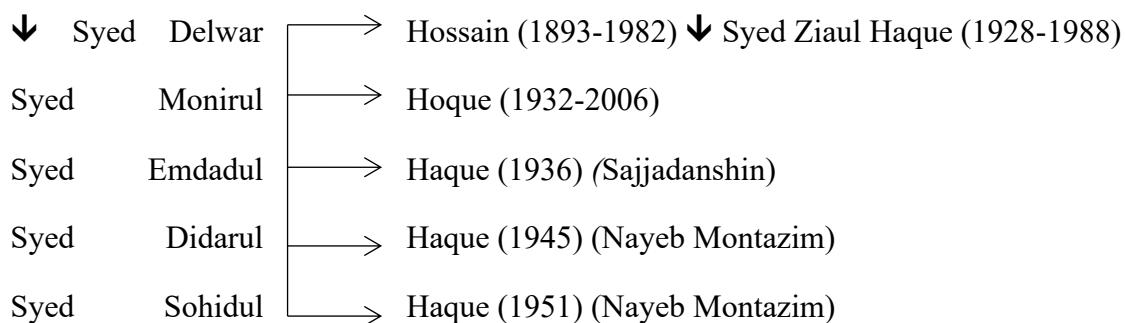 🡻 Syed Delwar Hossain (1893-1982) 🡻 Syed Ziaul Haque (1928-1988)
Syed Monirul Hoque (1932-2006)
Syed Emdadul Haque (1936) (Sajjadanshin)
Syed Didarul Haque (1945) (Nayeb Montazim)
Syed Sohidul Haque (1951) (Nayeb Montazim)